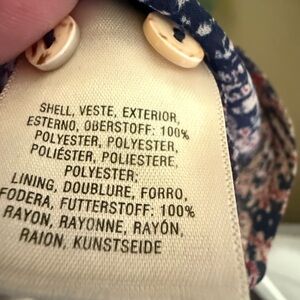 SHELL, VESTE, EXTERIOR,
ESTERNO, OBERSTOFF: 100%
POLYESTER, POLYESTER,
POLIÉSTER, POLIESTERE,
POLYESTER;
LINING, DOUBLURE, FORRO,
FODERA, FUTTERSTOFF: 100%
RAYON, RAYONNE, RAYÓN,
RAION, KUNSTSEIDE